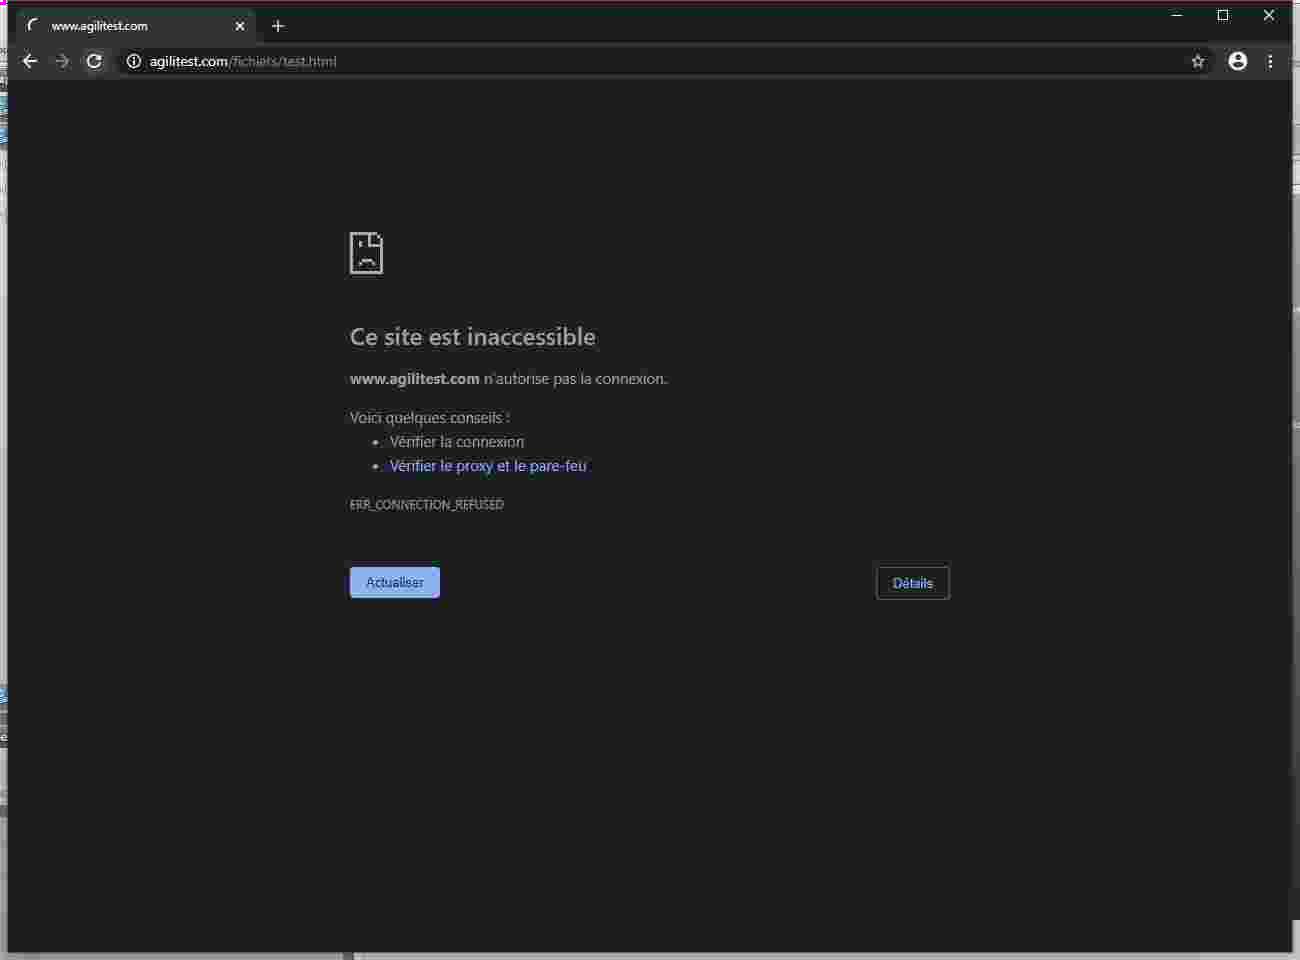 www.agilitest.com
agilitest.com/fichiers/test.html
Ce site est inaccessible
www.agilitest.com n'autorise pas la connexion.
Voici quelques conseils :
• Vérifier la connexion
• Vérifier le proxy et le pare-feu
ERR_CONNECTION_REFUSED
Actualiser
Détails